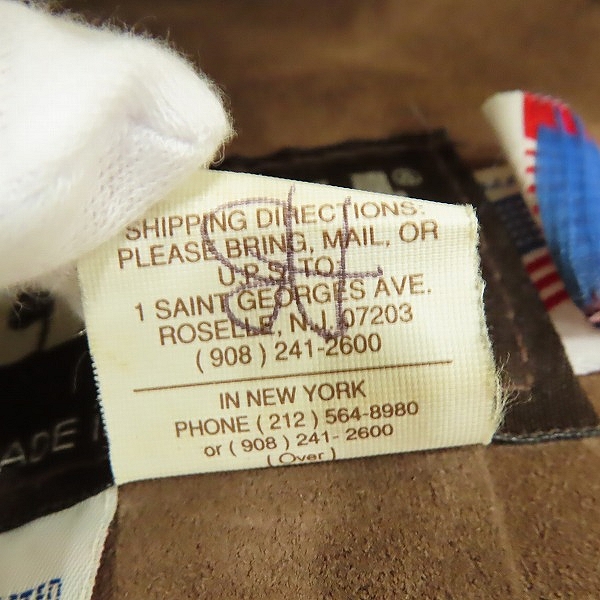 SHIPPING DIRECTIONS:
PLEASE BRING, MAIL, OR
U.P.S. TO:
1 SAINT GEORGES AVE.
ROSELLE, N.J. 07203
( 908 ) 241-2600
IN NEW YORK
PHONE ( 212 ) 564-8980
or ( 908 ) 241- 2600
( Over )